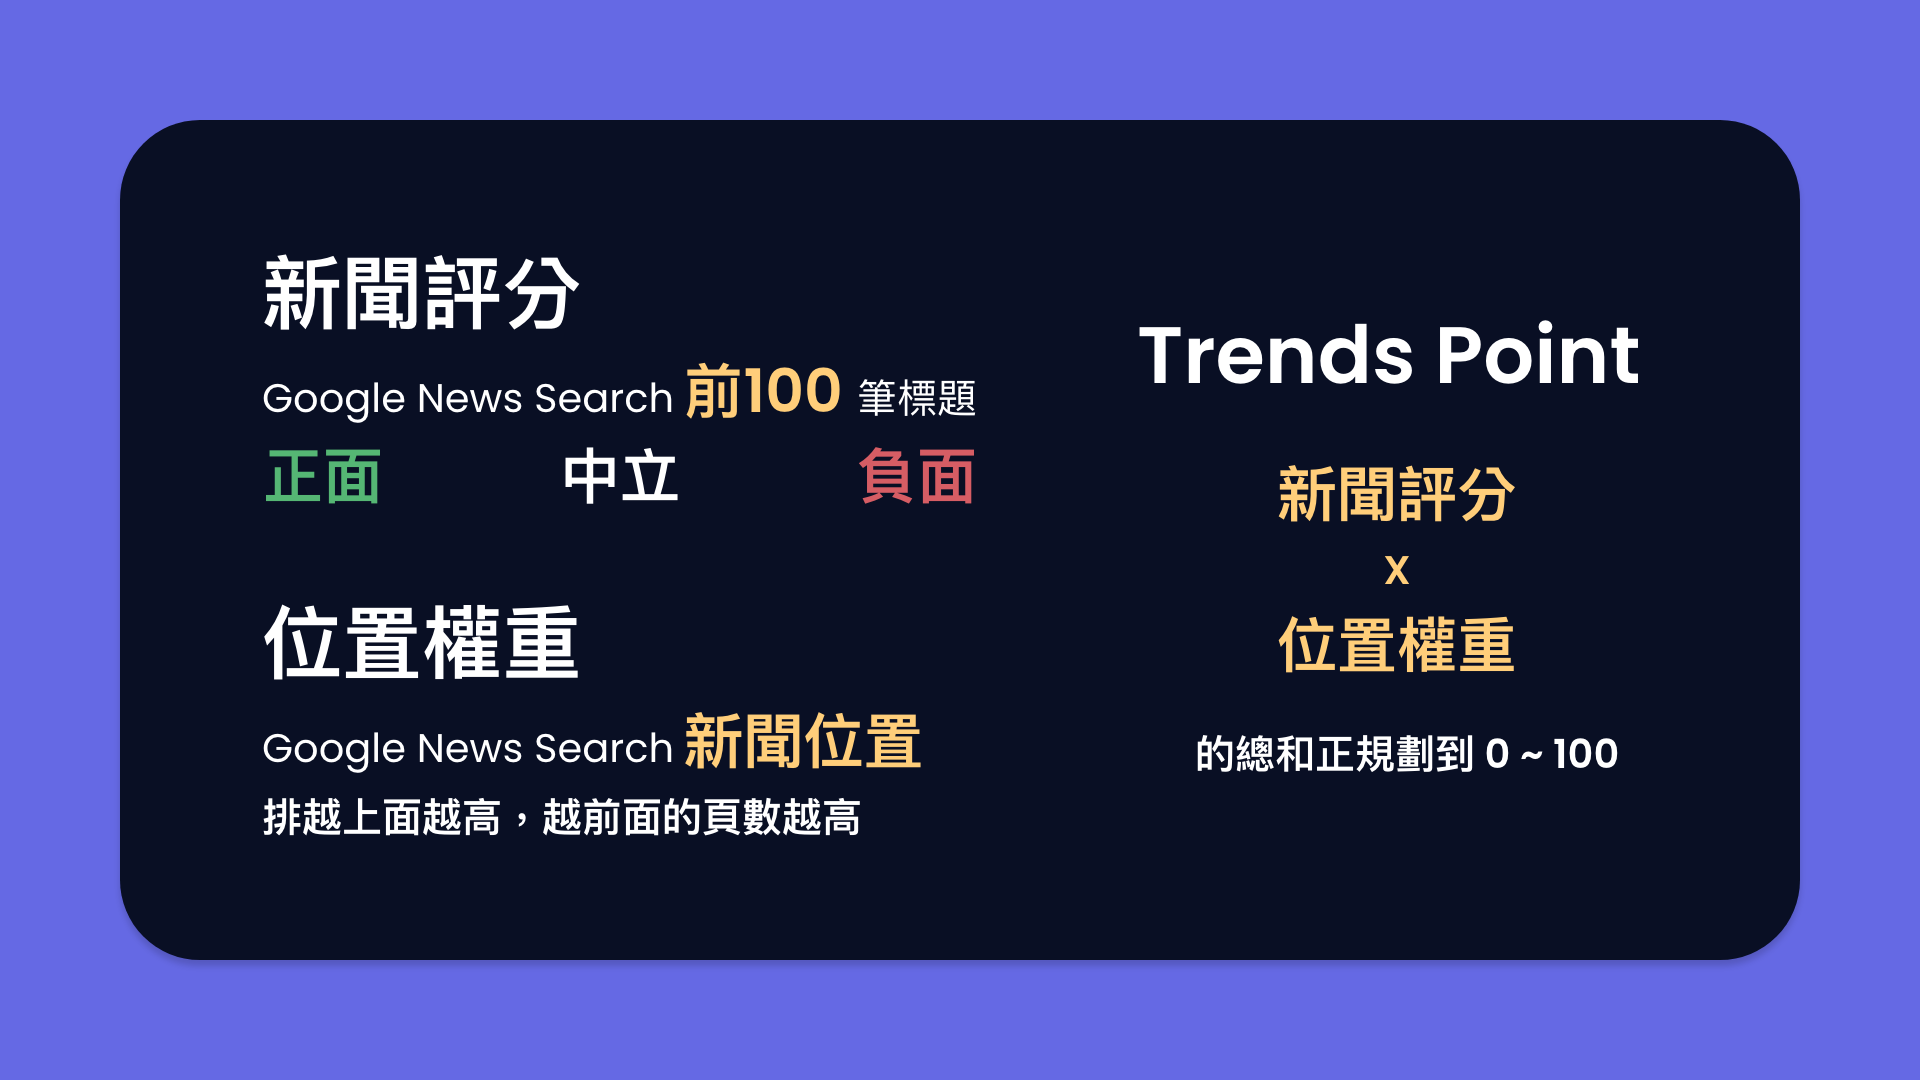 新聞評分
Google News Search 前100 筆標題
正面 中立 負面
位置權重
Google News Search 新聞位置
排越上面越高，越前面的頁數越高
Trends Point
新聞評分
x
位置權重
的總和正規劃到 0 ~ 100